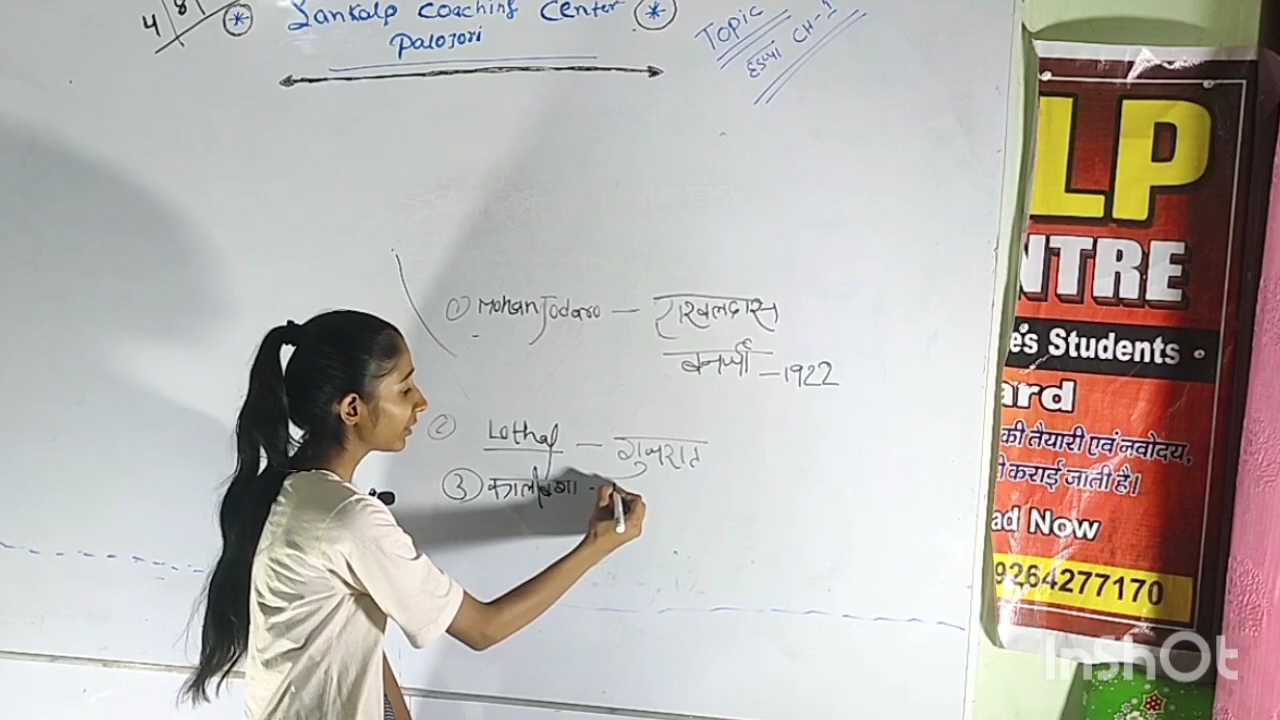 4 8
Sankalp Coaching Center
Palojori
Topic
हड़प्पा CH-1
① Mohanjodaro — राखलदास
बनर्जी — 1922
② Lothal — गुजरात
③ कालीबंगा -
LP
NTRE
e's Students •
ard
की तैयारी एवं नवोदय,
कराई जाती है।
ad Now
9264277170
InShOt